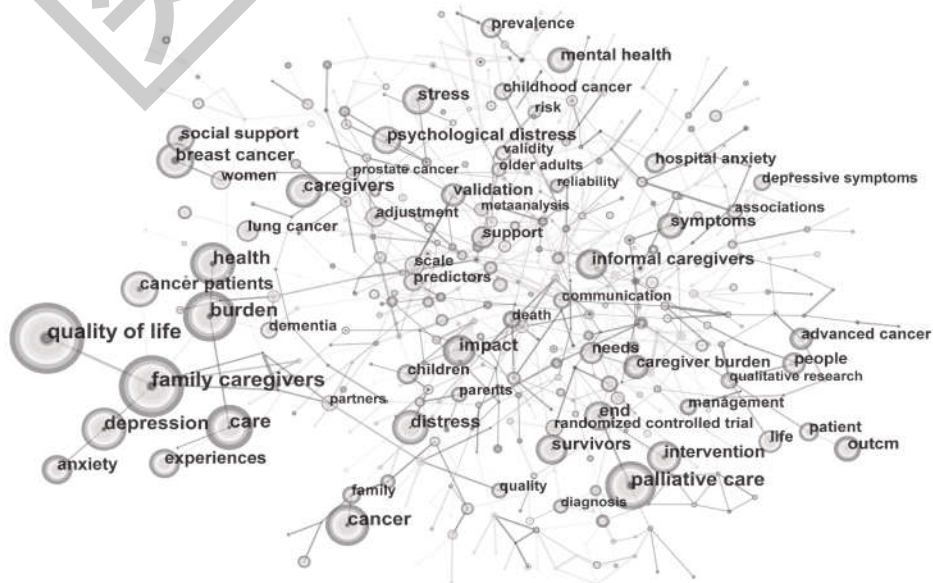 prevalence
mental health
childhood cancer
stress
risk
social support
psychological distress
validity
breast cancer
older adults
hospital anxiety
women
prostate cancer
caregivers
validation
reliability
depressive symptoms
metaanalysis
adjustment
associations
lung cancer
support
symptoms
health
scale
informal caregivers
predictors
cancer patients
communication
burden
death
dementia
quality of life
advanced cancer
impact
needs
people
caregiver burden
children
qualitative research
family caregivers
parents
partners
management
end
depression
care
distress
randomized controlled trial
patient
life
survivors
outcm
anxiety
experiences
intervention
palliative care
family
quality
diagnosis
cancer